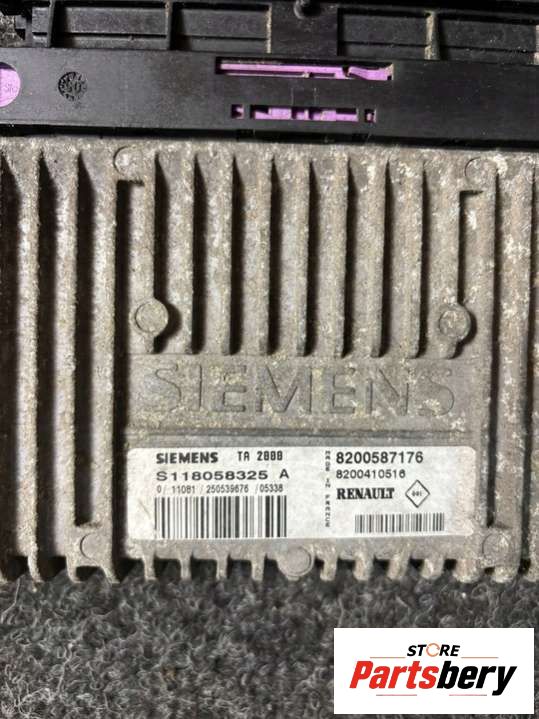 SIEMENS
SIEMENS TA 2000
S118058325 A
0/ 11081 / 250539676 / 05338
MADE IN FRANCE
8200587176
8200410516
RENAULT
STORE
Partsbery